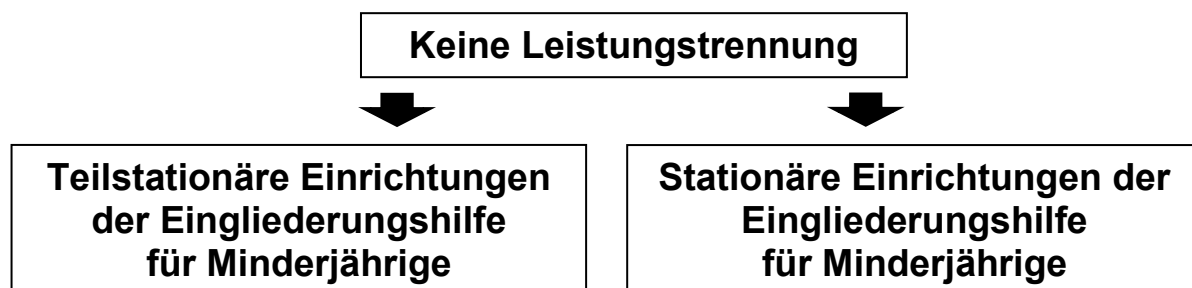 Keine Leistungstrennung
Teilstationäre Einrichtungen
der Eingliederungshilfe
für Minderjährige
Stationäre Einrichtungen der
Eingliederungshilfe
für Minderjährige